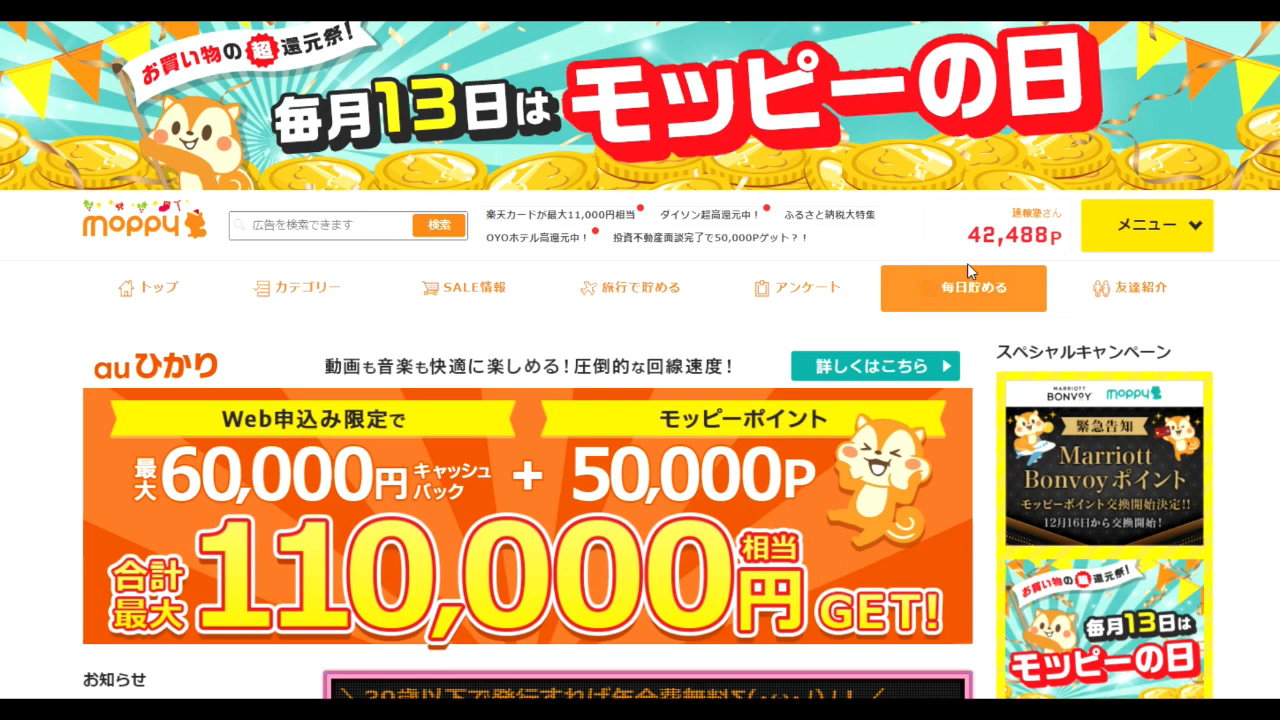 お買い物の超還元祭!
毎月13日はモッピーの日
moppy
広告を検索できます
検索
楽天カードが最大11,000円相当
ダイソン超高還元中!
ふるさと納税大特集
OYOホテル高還元中!
投資不動産面談完了で50,000Pゲット?!
速稼塾さん
42,488P
メニュー
トップ
カテゴリー
SALE情報
旅行で貯める
アンケート
毎日貯める
友達紹介
auひかり
動画も音楽も快適に楽しめる!圧倒的な回線速度!
詳しくはこちら
Web申込み限定で
モッピーポイント
最大60,000円キャッシュバック + 50,000P
合計最大110,000円相当GET!
スペシャルキャンペーン
MARRIOTT BONVOY moppy
緊急告知
Marriott
Bonvoyポイント
モッピーポイント交換開始決定!!
12月16日から交換開始!
お買い物の超還元祭!
毎月13日は
モッピーの日
お知らせ